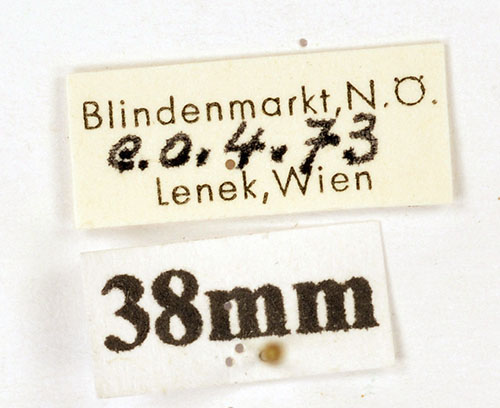 Blindenmarkt, N.Ö.
e.o.4.73
Lenek, Wien
38mm